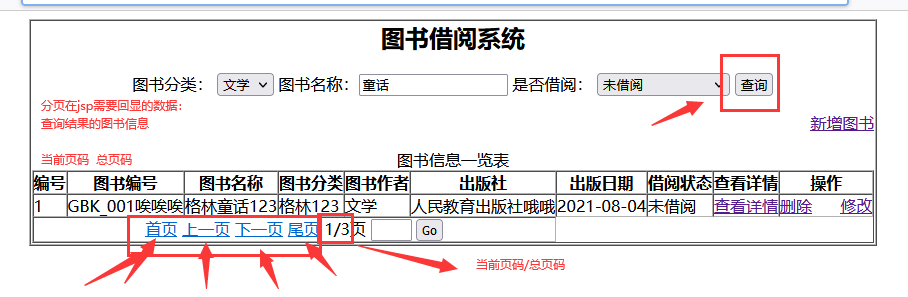 图书借阅系统
图书分类： 文学 图书名称： 童话 是否借阅： 未借阅 查询
分页在jsp需要回显的数据：
查询结果的图书信息
新增图书
当前页码 总页码
图书信息一览表
编号 图书编号 图书名称 图书分类 图书作者 出版社 出版日期 借阅状态 查看详情 操作
1 GBK_001唉唉唉 格林童话123 格林123 文学 人民教育出版社哦哦 2021-08-04 未借阅 查看详情 删除 修改
首页 上一页 下一页 尾页 1/3页 Go
当前页码/总页码